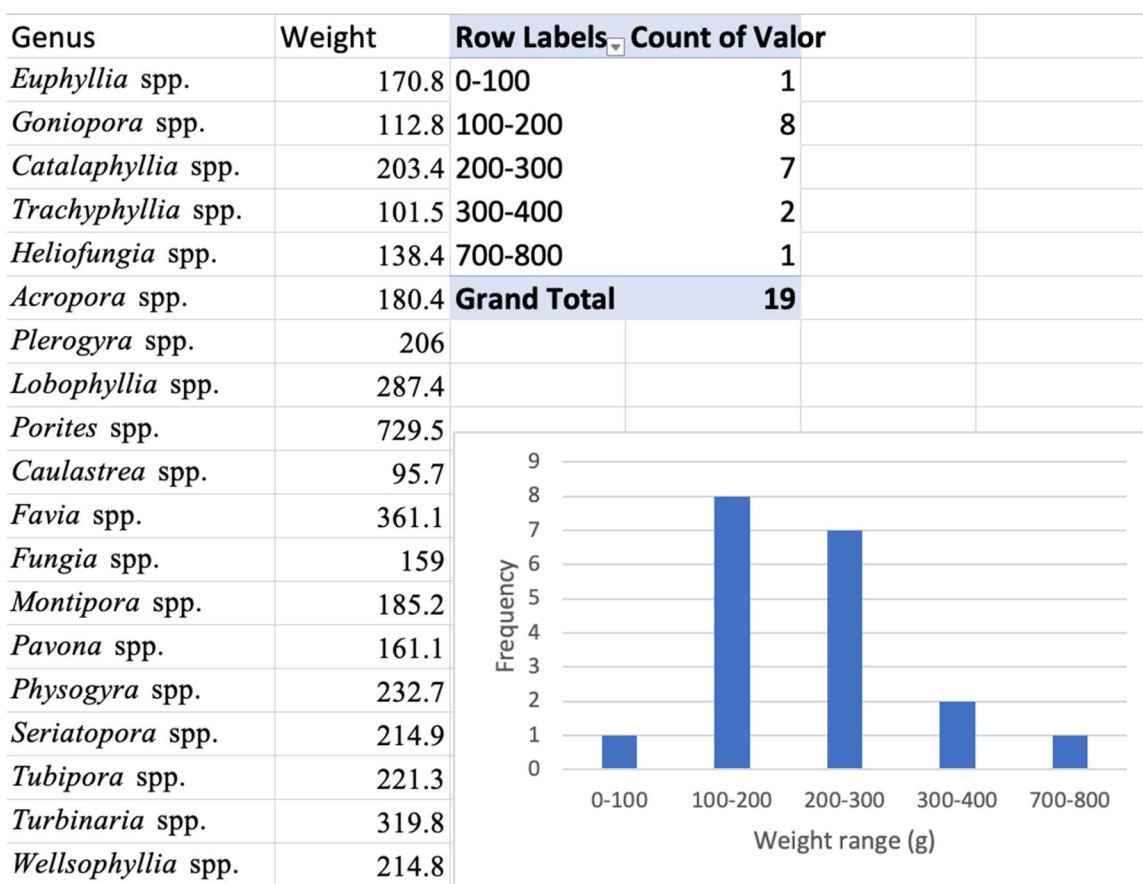 Genus Weight Row Labels Count of Valor
Euphyllia spp. 170.8 0-100 1
Goniopora spp. 112.8 100-200 8
Catalaphyllia spp. 203.4 200-300 7
Trachyphyllia spp. 101.5 300-400 2
Heliofungia spp. 138.4 700-800 1
Acropora spp. 180.4 Grand Total 19
Plerogyra spp. 206
Lobophyllia spp. 287.4
Porites spp. 729.5
Caulastrea spp. 95.7
Favia spp. 361.1
Fungia spp. 159
Montipora spp. 185.2
Pavona spp. 161.1
Physogyra spp. 232.7
Seriatopora spp. 214.9
Tubipora spp. 221.3
Turbinaria spp. 319.8
Wellsophyllia spp. 214.8
Frequency
9
8
7
6
5
4
3
2
1
0
0-100 100-200 200-300 300-400 700-800
Weight range (g)